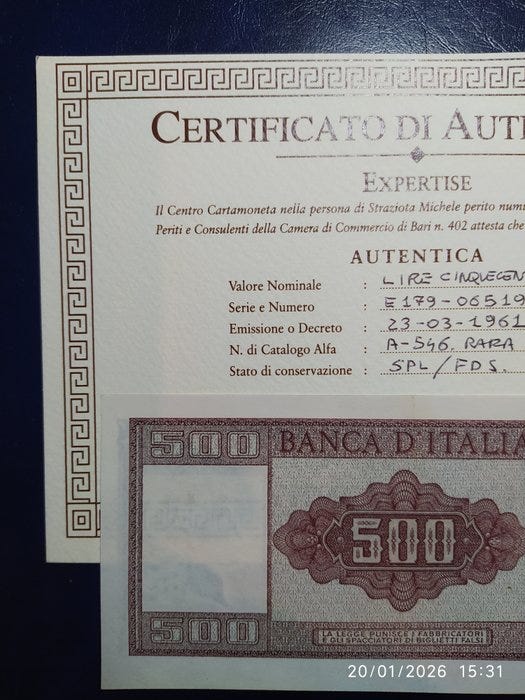 CERTIFICATO DI AUT
EXPERTISE
Il Centro Cartamoneta nella persona di Straziota Michele perito num
Periti e Consulenti della Camera di Commercio di Bari n. 402 attesta che
AUTENTICA
Valore Nominale : LIRE CINQUECEN
Serie e Numero : E179-06519
Emissione o Decreto : 23-03-1961
N. di Catalogo Alfa : A-546. RARA
Stato di conservazione : SPL/FDS.
500 BANCA D'ITALIA
500
500
LA LEGGE PUNISCE I FABBRICATORI
E GLI SPACCIATORI DI BIGLIETTI FALSI
20/01/2026 15:31